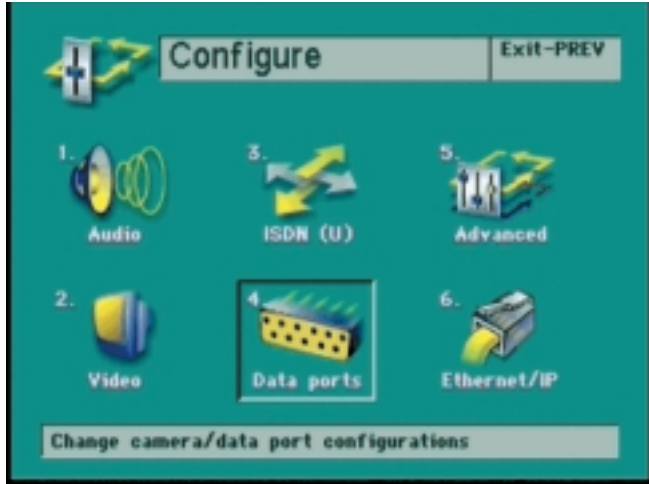 Configure
Exit-PREV
1. Audio
3. ISDN (U)
5. Advanced
2. Video
4. Data ports
6. Ethernet/IP
Change camera/data port configurations